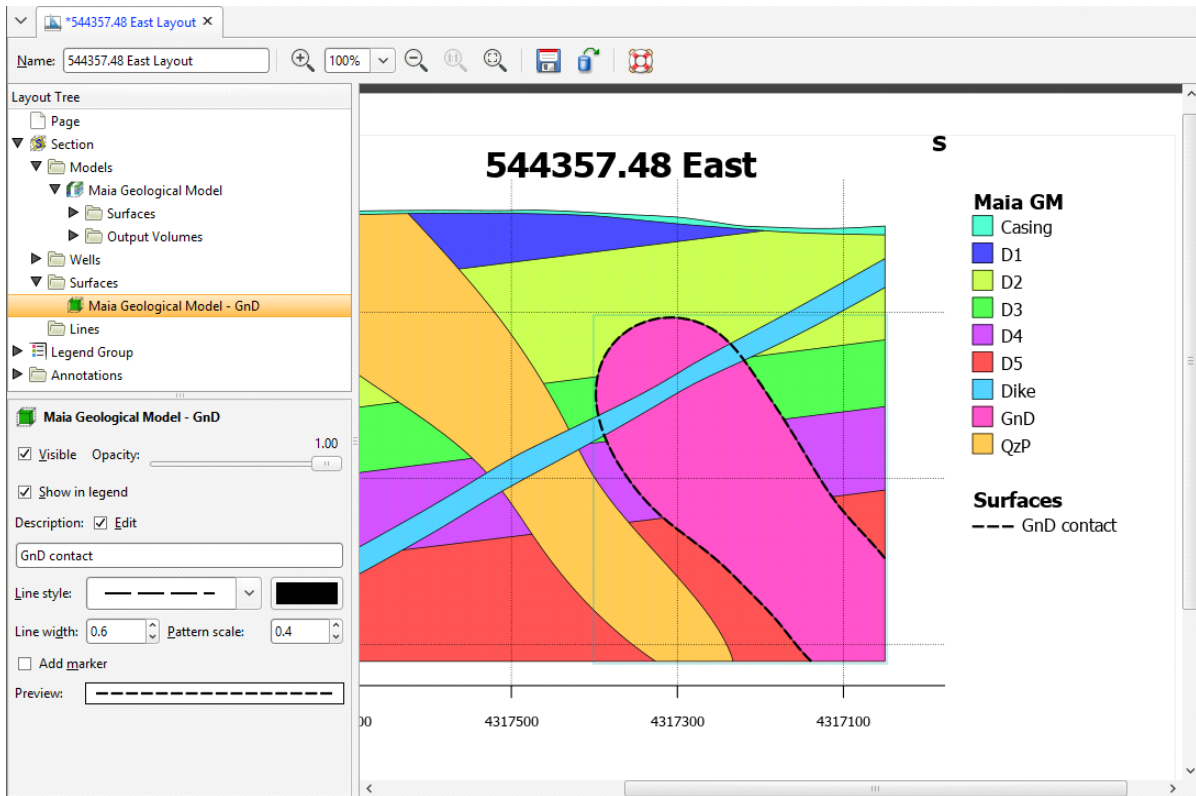 *544357.48 East Layout
Name: 544357.48 East Layout 100%
Layout Tree
Page
Section
Models
Maia Geological Model
Surfaces
Output Volumes
Wells
Surfaces
Maia Geological Model - GnD
Lines
Legend Group
Annotations
Maia Geological Model - GnD
Visible Opacity: 1.00
Show in legend
Description: Edit
GnD contact
Line style:
Line width: 0.6 Pattern scale: 0.4
Add marker
Preview:
S
544357.48 East
Maia GM
Casing
D1
D2
D3
D4
D5
Dike
GnD
QzP
Surfaces
GnD contact
4317500 4317300 4317100